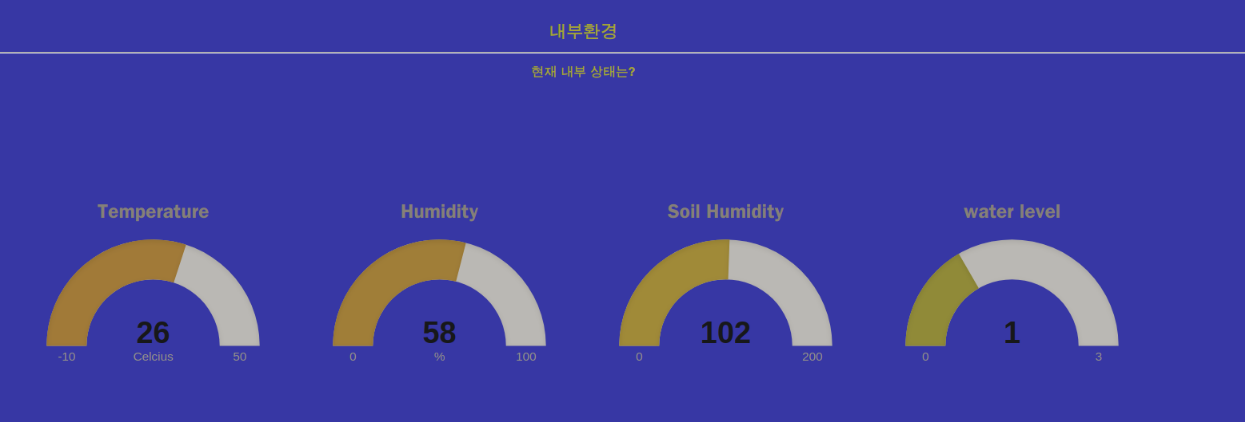 내부환경
현재 내부 상태는?
Temperature
Humidity
Soil Humidity
water level
26
58
102
1
-10 Celcius 50
0 % 100
0 200
0 3